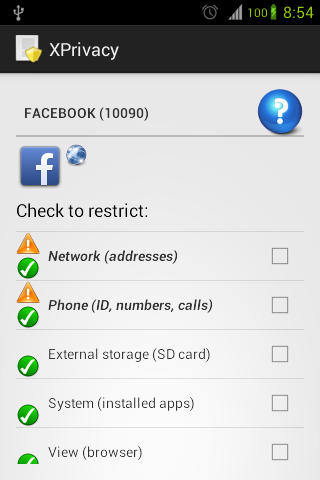 100 8:54
XPrivacy
FACEBOOK (10090)
?
f
Check to restrict:
Network (addresses)
Phone (ID, numbers, calls)
External storage (SD card)
System (installed apps)
View (browser)